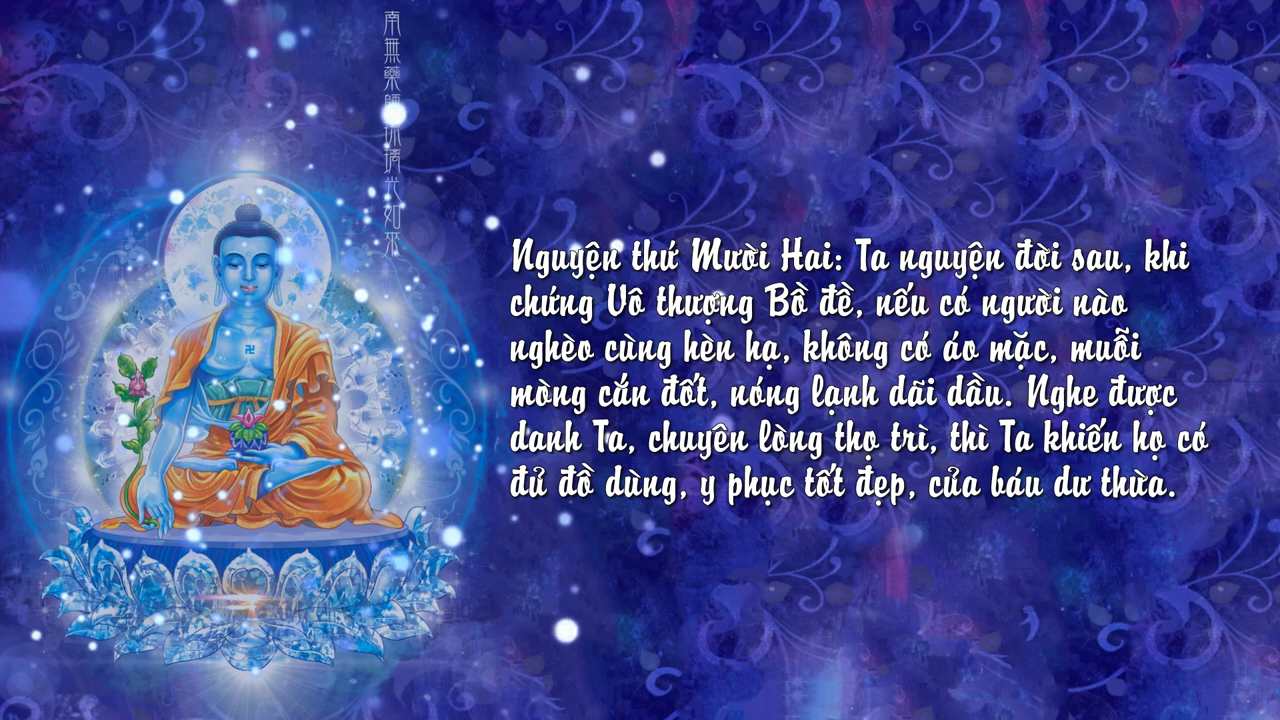 南無藥師琉璃光如來
Nguyện thứ Mười Hai: Ta nguyện đời sau, khi
chứng Vô thượng Bồ đề, nếu có người nào
nghèo cùng hèn hạ, không có áo mặc, muỗi
mòng cắn đốt, nóng lạnh dãi dầu. Nghe được
danh Ta, chuyên lòng thọ trì, thì Ta khiến họ có
đủ đồ dùng, y phục tốt đẹp, của báu dư thừa.